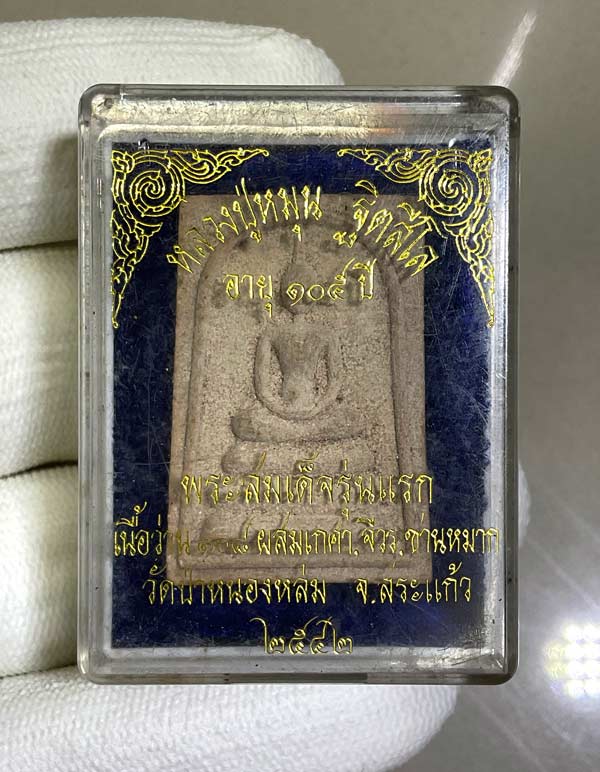 หลวงปู่หมุน ฐิตสีโล
อายุ ๑๐๕ ปี
พระสมเด็จรุ่นแรก
เนื้อว่าน ๑๐๘ ผสมเกศา.จีวร.ชานหมาก
วัดป่าหนองหล่ม จ.สระแก้ว
๒๕๔๒